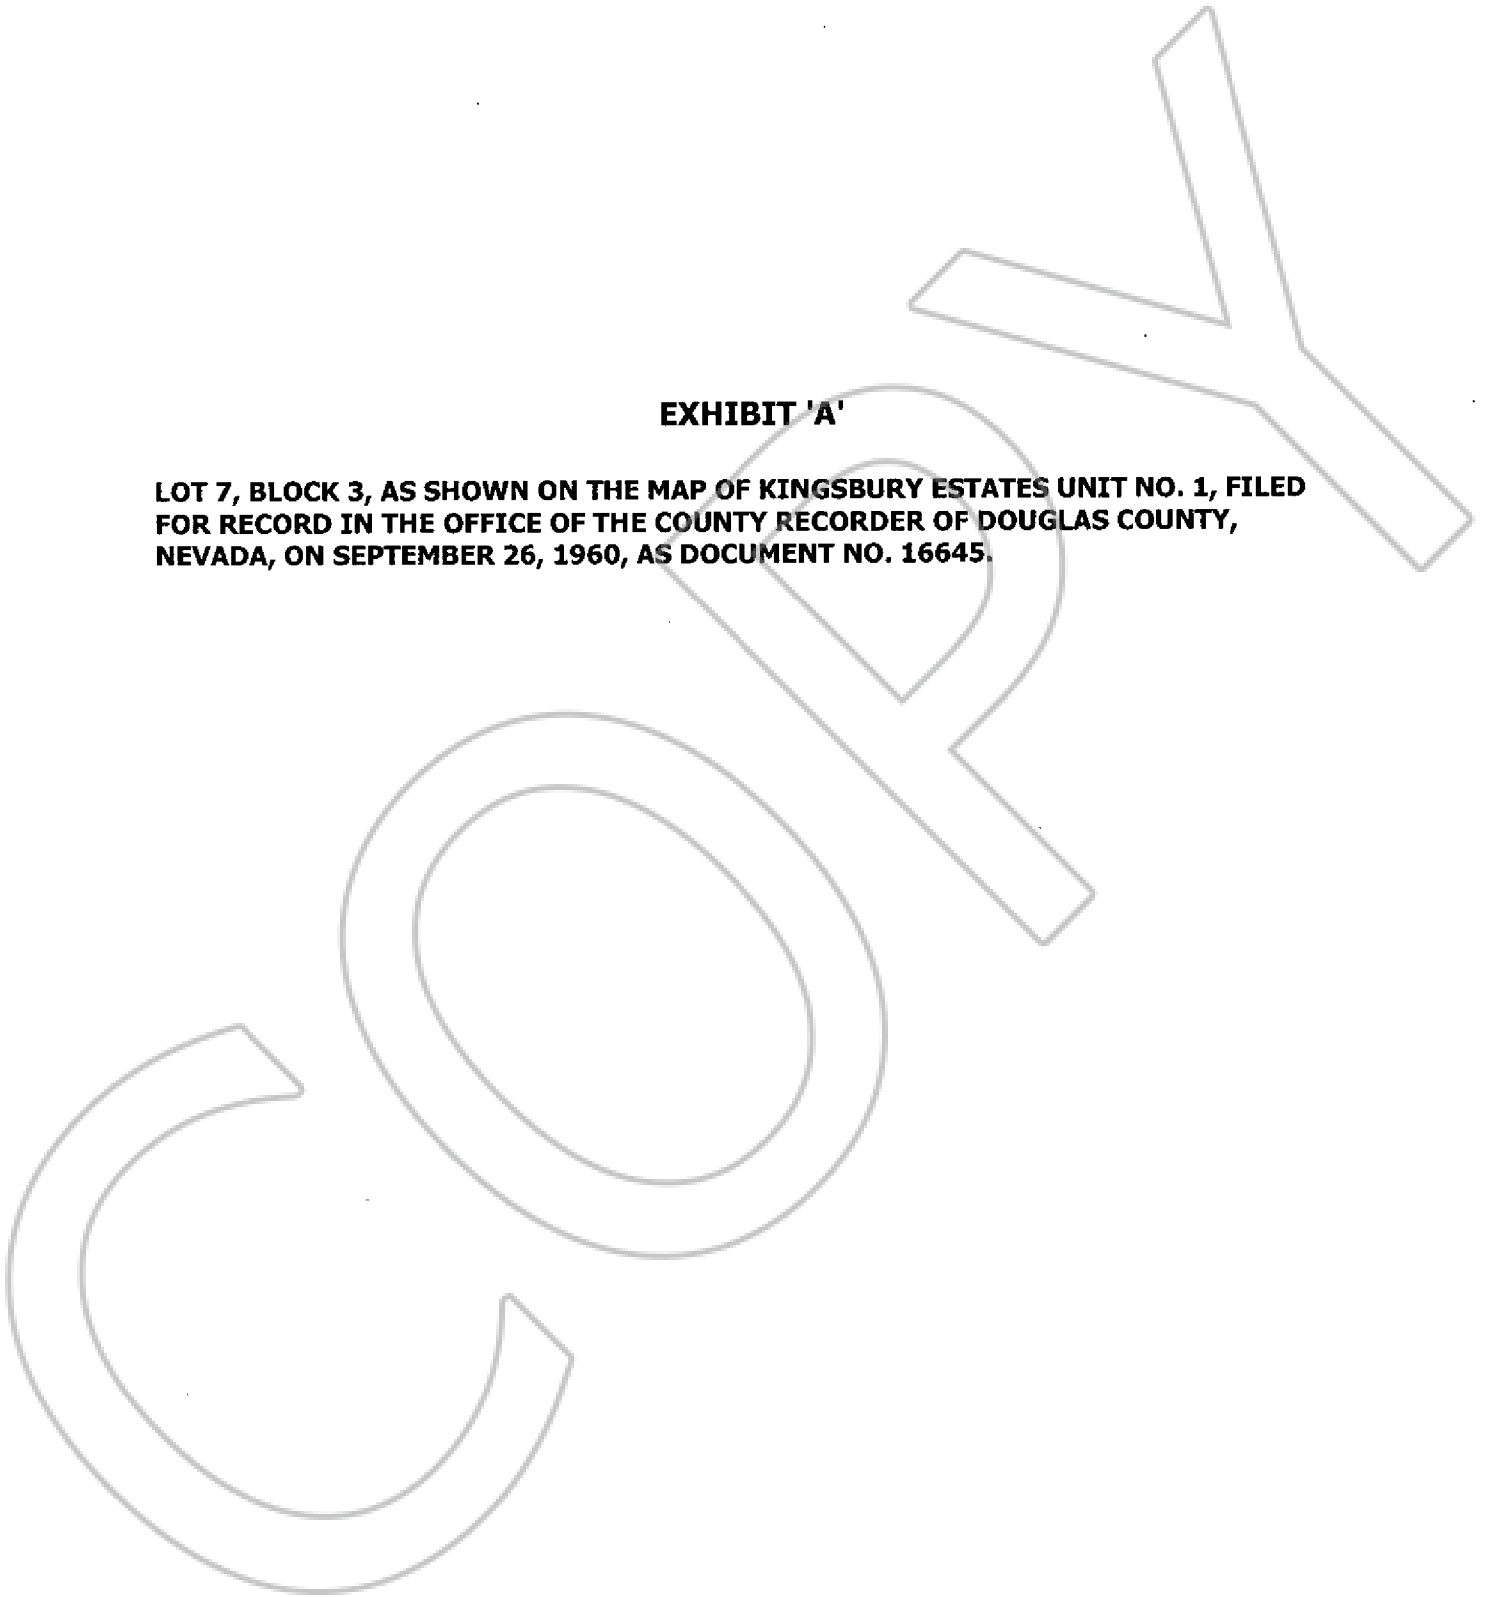 EXHIBIT 'A'
LOT 7, BLOCK 3, AS SHOWN ON THE MAP OF KINGSBURY ESTATES UNIT NO. 1, FILED
FOR RECORD IN THE OFFICE OF THE COUNTY RECORDER OF DOUGLAS COUNTY,
NEVADA, ON SEPTEMBER 26, 1960, AS DOCUMENT NO. 16645.
COPY